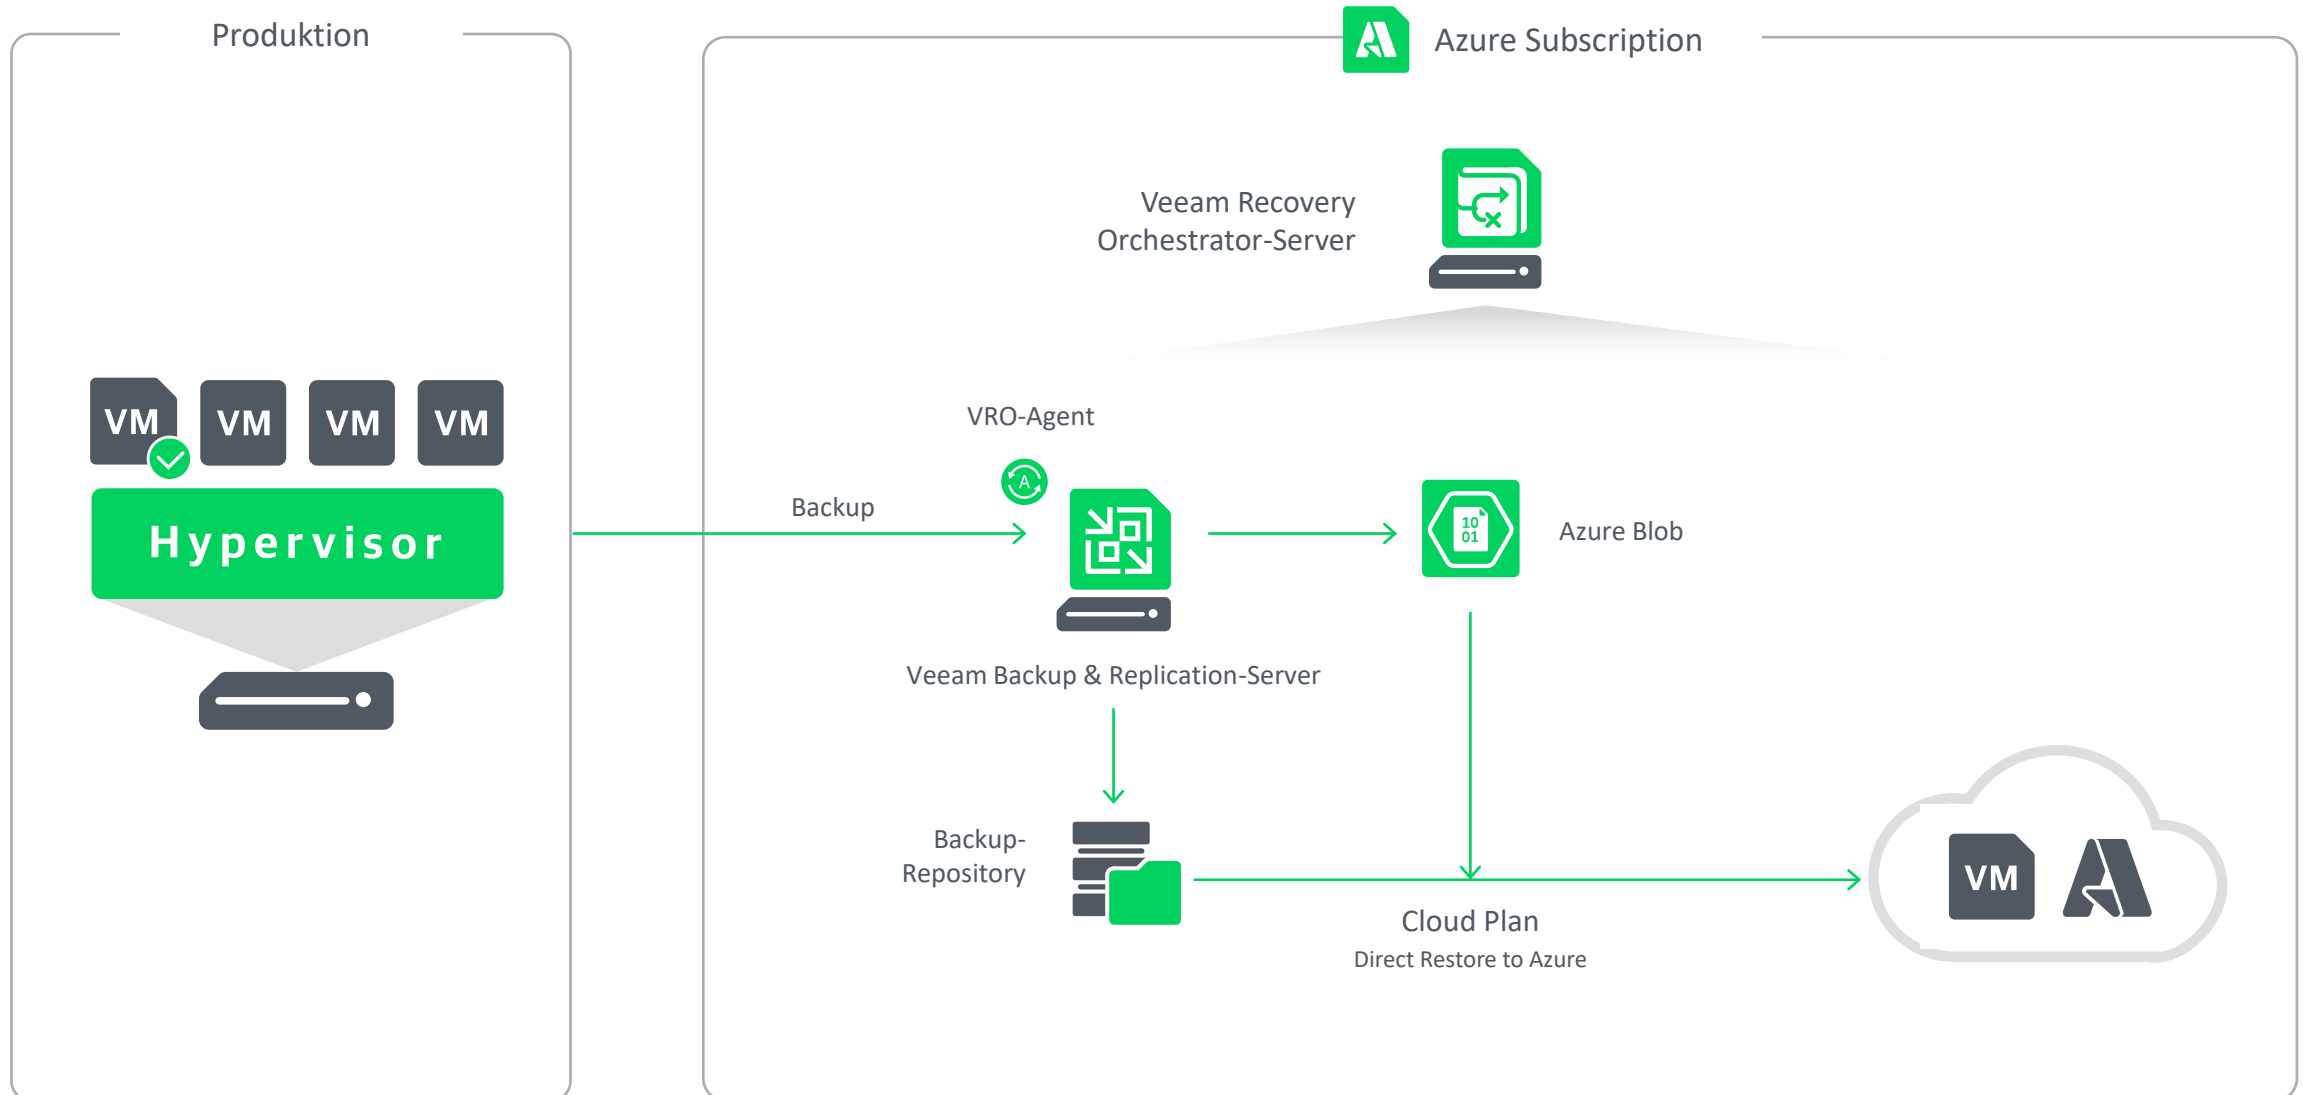 Produktion
Azure Subscription
Veeam Recovery
Orchestrator-Server
VM
VM
VM
VM
Hypervisor
VRO-Agent
A
Backup
10
01
Azure Blob
Veeam Backup & Replication-Server
Backup-
Repository
Cloud Plan
Direct Restore to Azure
VM